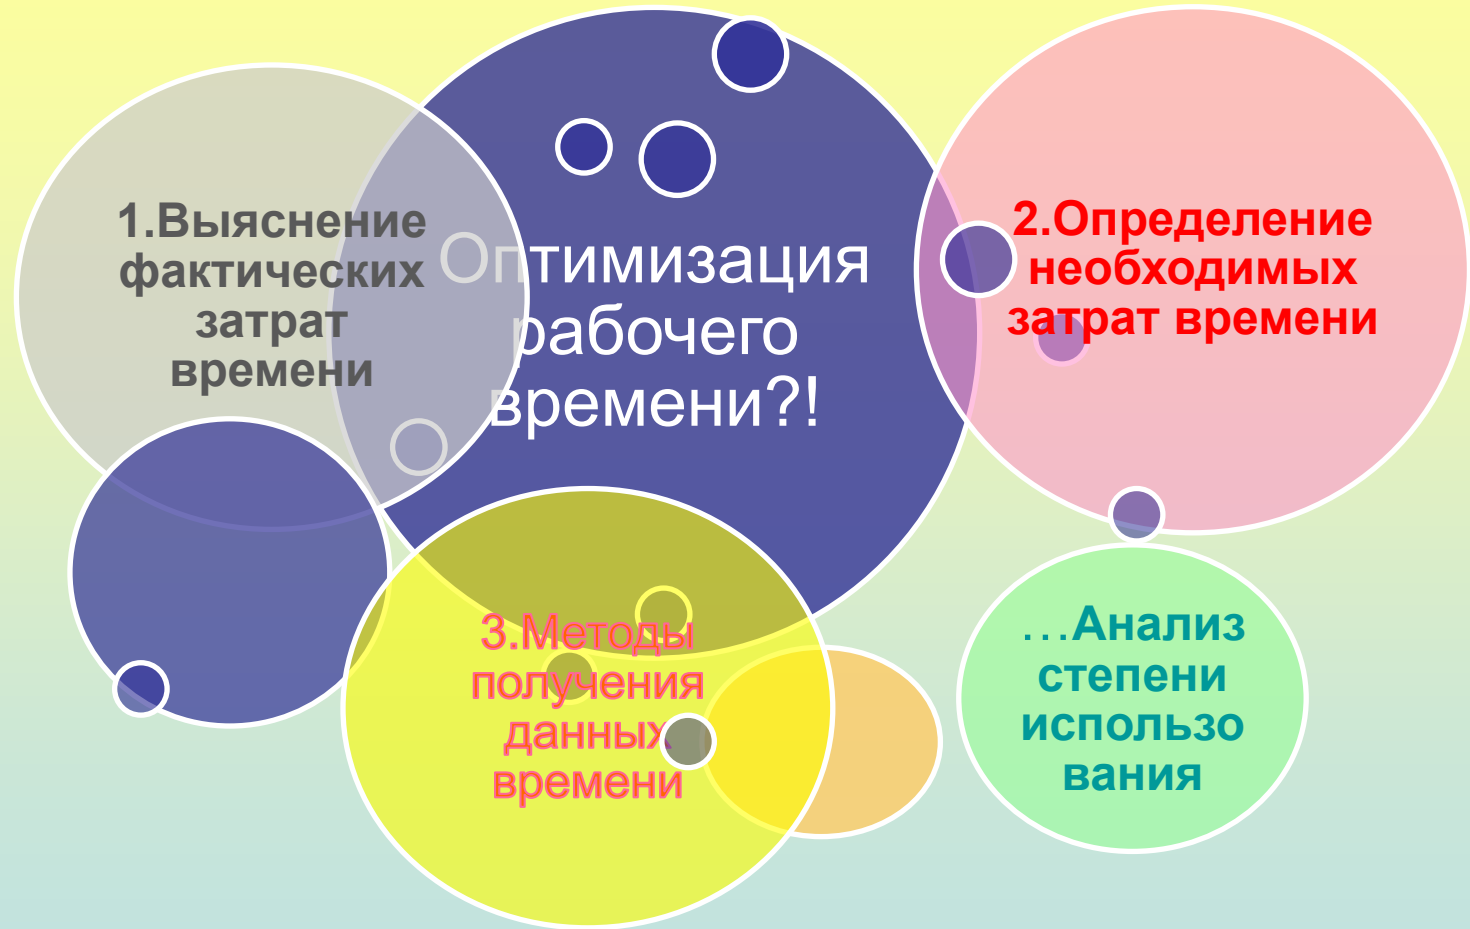 Оптимизация
рабочего
времени?!
1.Выяснение
фактических
затрат
времени
2.Определение
необходимых
затрат времени
3.Методы
получения
данных
времени
...Анализ
степени
использо
вания